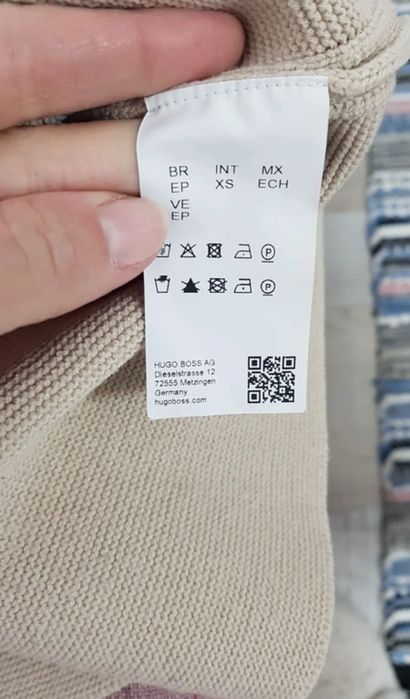 BR INT MX
EP XS ECH
VE
EP
P
P
HUGO BOSS AG
Dieselstrasse 12
72555 Metzingen
Germany
hugoboss.com